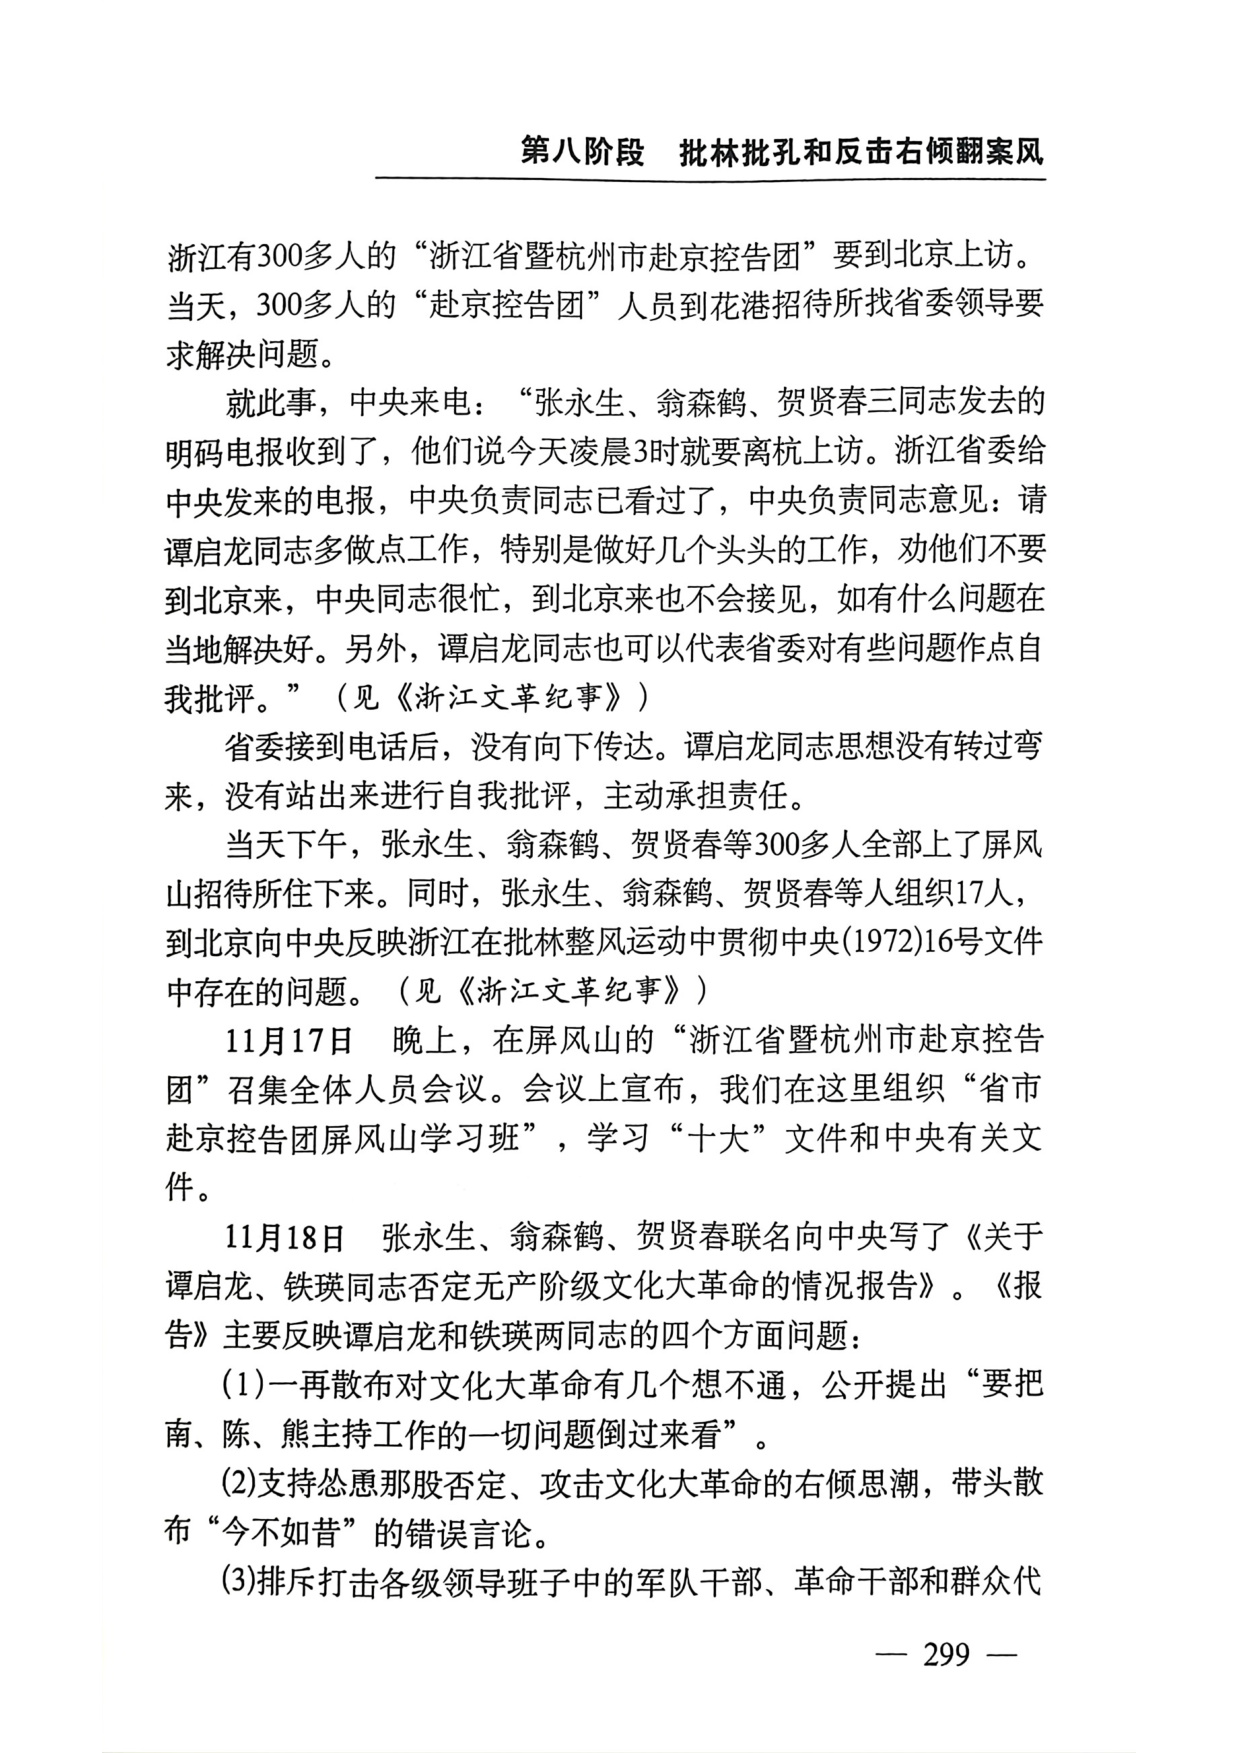 第八阶段　批林批孔和反击右倾翻案风
浙江有300多人的“浙江省暨杭州市赴京控告团”要到北京上访。
当天，300多人的“赴京控告团”人员到花港招待所找省委领导要
求解决问题。
就此事，中央来电：“张永生、翁森鹤、贺贤春三同志发去的
明码电报收到了，他们说今天凌晨3时就要离杭上访。浙江省委给
中央发来的电报，中央负责同志已看过了，中央负责同志意见：请
谭启龙同志多做点工作，特别是做好几个头头的工作，劝他们不要
到北京来，中央同志很忙，到北京来也不会接见，如有什么问题在
当地解决好。另外，谭启龙同志也可以代表省委对有些问题作点自
我批评。”（见《浙江文革纪事》）
省委接到电话后，没有向下传达。谭启龙同志思想没有转过弯
来，没有站出来进行自我批评，主动承担责任。
当天下午，张永生、翁森鹤、贺贤春等300多人全部上了屏风
山招待所住下来。同时，张永生、翁森鹤、贺贤春等人组织17人，
到北京向中央反映浙江在批林整风运动中贯彻中央(1972)16号文件
中存在的问题。（见《浙江文革纪事》）
11月17日　晚上，在屏风山的“浙江省暨杭州市赴京控告
团”召集全体人员会议。会议上宣布，我们在这里组织“省市
赴京控告团屏风山学习班”，学习“十大”文件和中央有关文
件。
11月18日　张永生、翁森鹤、贺贤春联名向中央写了《关于
谭启龙、铁瑛同志否定无产阶级文化大革命的情况报告》。《报
告》主要反映谭启龙和铁瑛两同志的四个方面问题：
(1)一再散布对文化大革命有几个想不通，公开提出“要把
南、陈、熊主持工作的一切问题倒过来看”。
(2)支持怂恿那股否定、攻击文化大革命的右倾思潮，带头散
布“今不如昔”的错误言论。
(3)排斥打击各级领导班子中的军队干部、革命干部和群众代
— 299 —